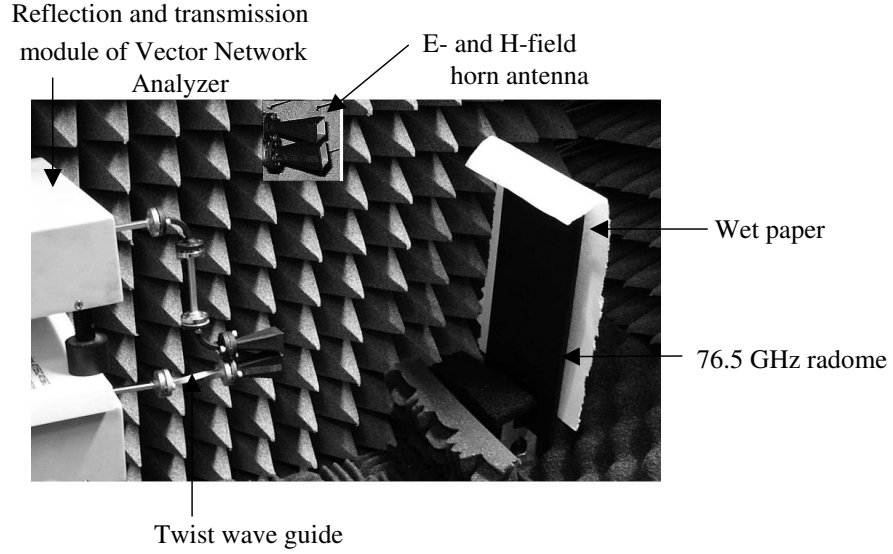 Reflection and transmission
module of Vector Network
Analyzer
E- and H-field
horn antenna
Wet paper
76.5 GHz radome
Twist wave guide